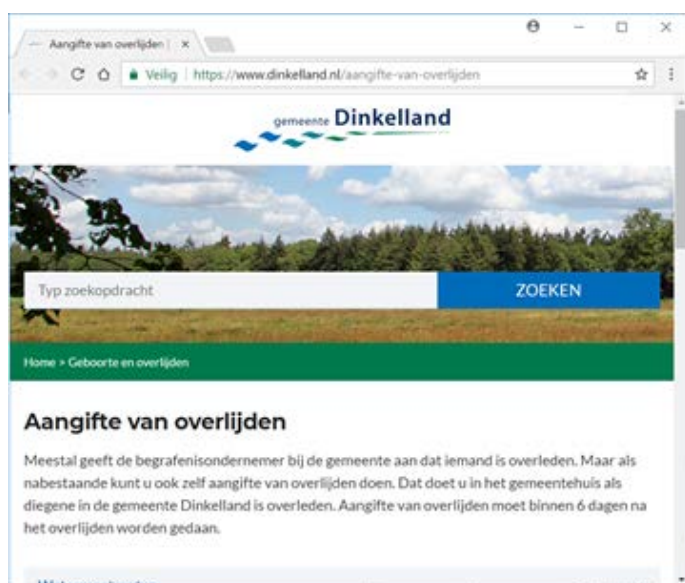 Aangifte van overlijden |
Veilig | https://www.dinkelland.nl/aangifte-van-overlijden
gemeente Dinkelland
Typ zoekopdracht
ZOEKEN
Home > Geboorte en overlijden
Aangifte van overlijden
Meestal geeft de begrafenisondernemer bij de gemeente aan dat iemand is overleden. Maar als
nabestaande kunt u ook zelf aangifte van overlijden doen. Dat doet u in het gemeentehuis als
diegene in de gemeente Dinkelland is overleden. Aangifte van overlijden moet binnen 6 dagen na
het overlijden worden gedaan.